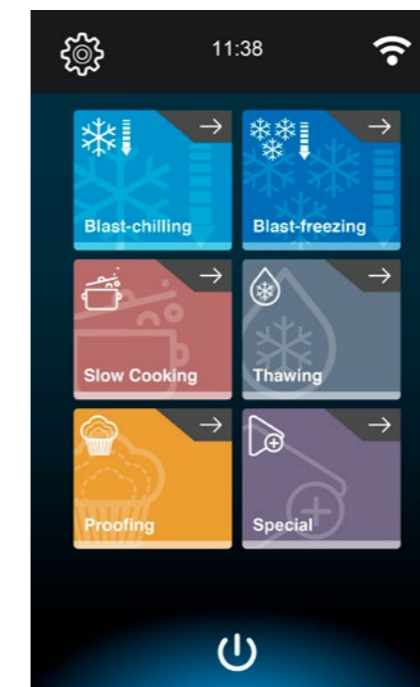 11:38
Blast-chilling
Blast-freezing
Slow Cooking
Thawing
Proofing
Special